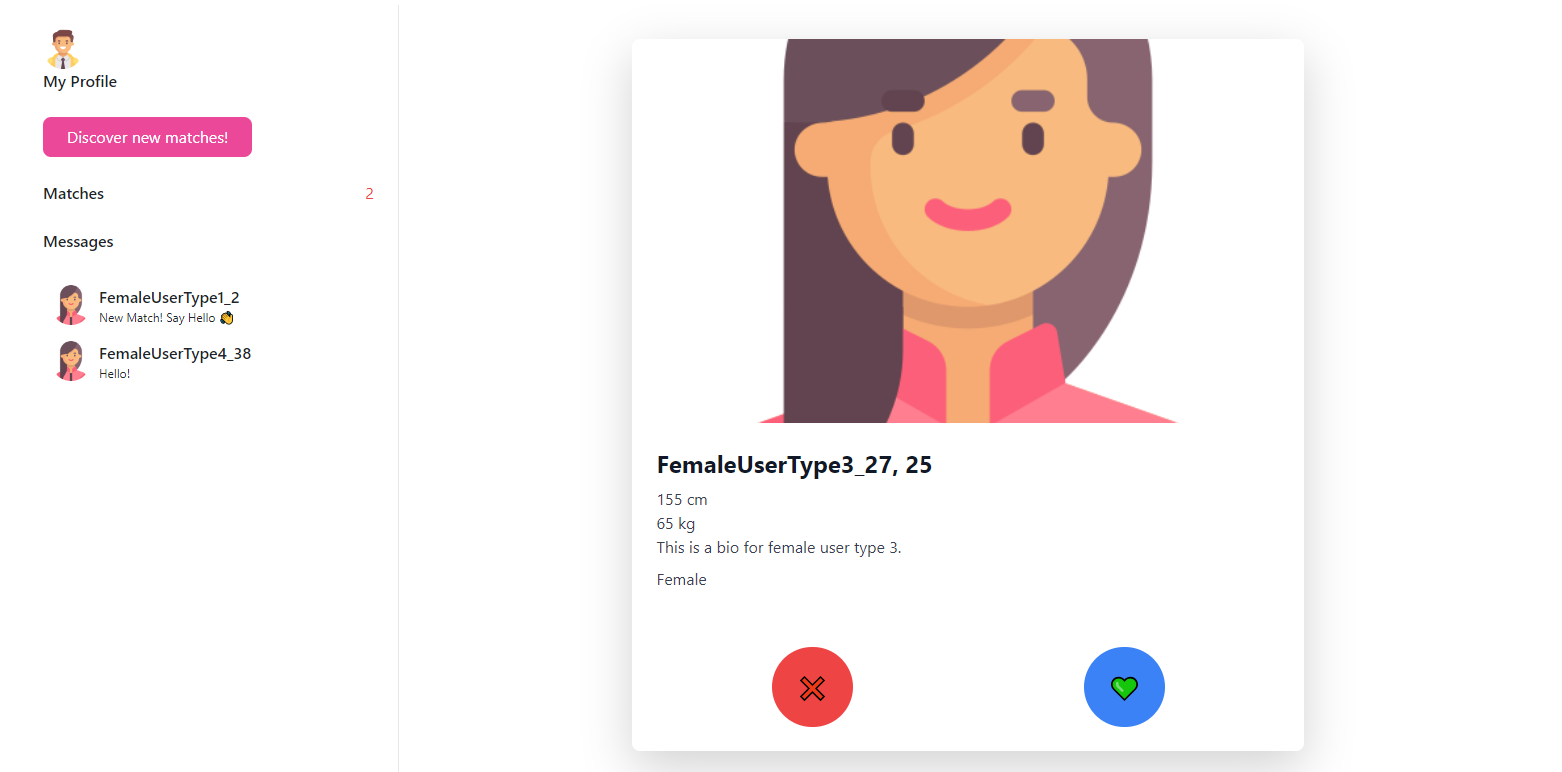 My Profile
Discover new matches!
Matches 2
Messages
FemaleUserType1_2
New Match! Say Hello 👏
FemaleUserType4_38
Hello!
FemaleUserType3_27, 25
155 cm
65 kg
This is a bio for female user type 3.
Female